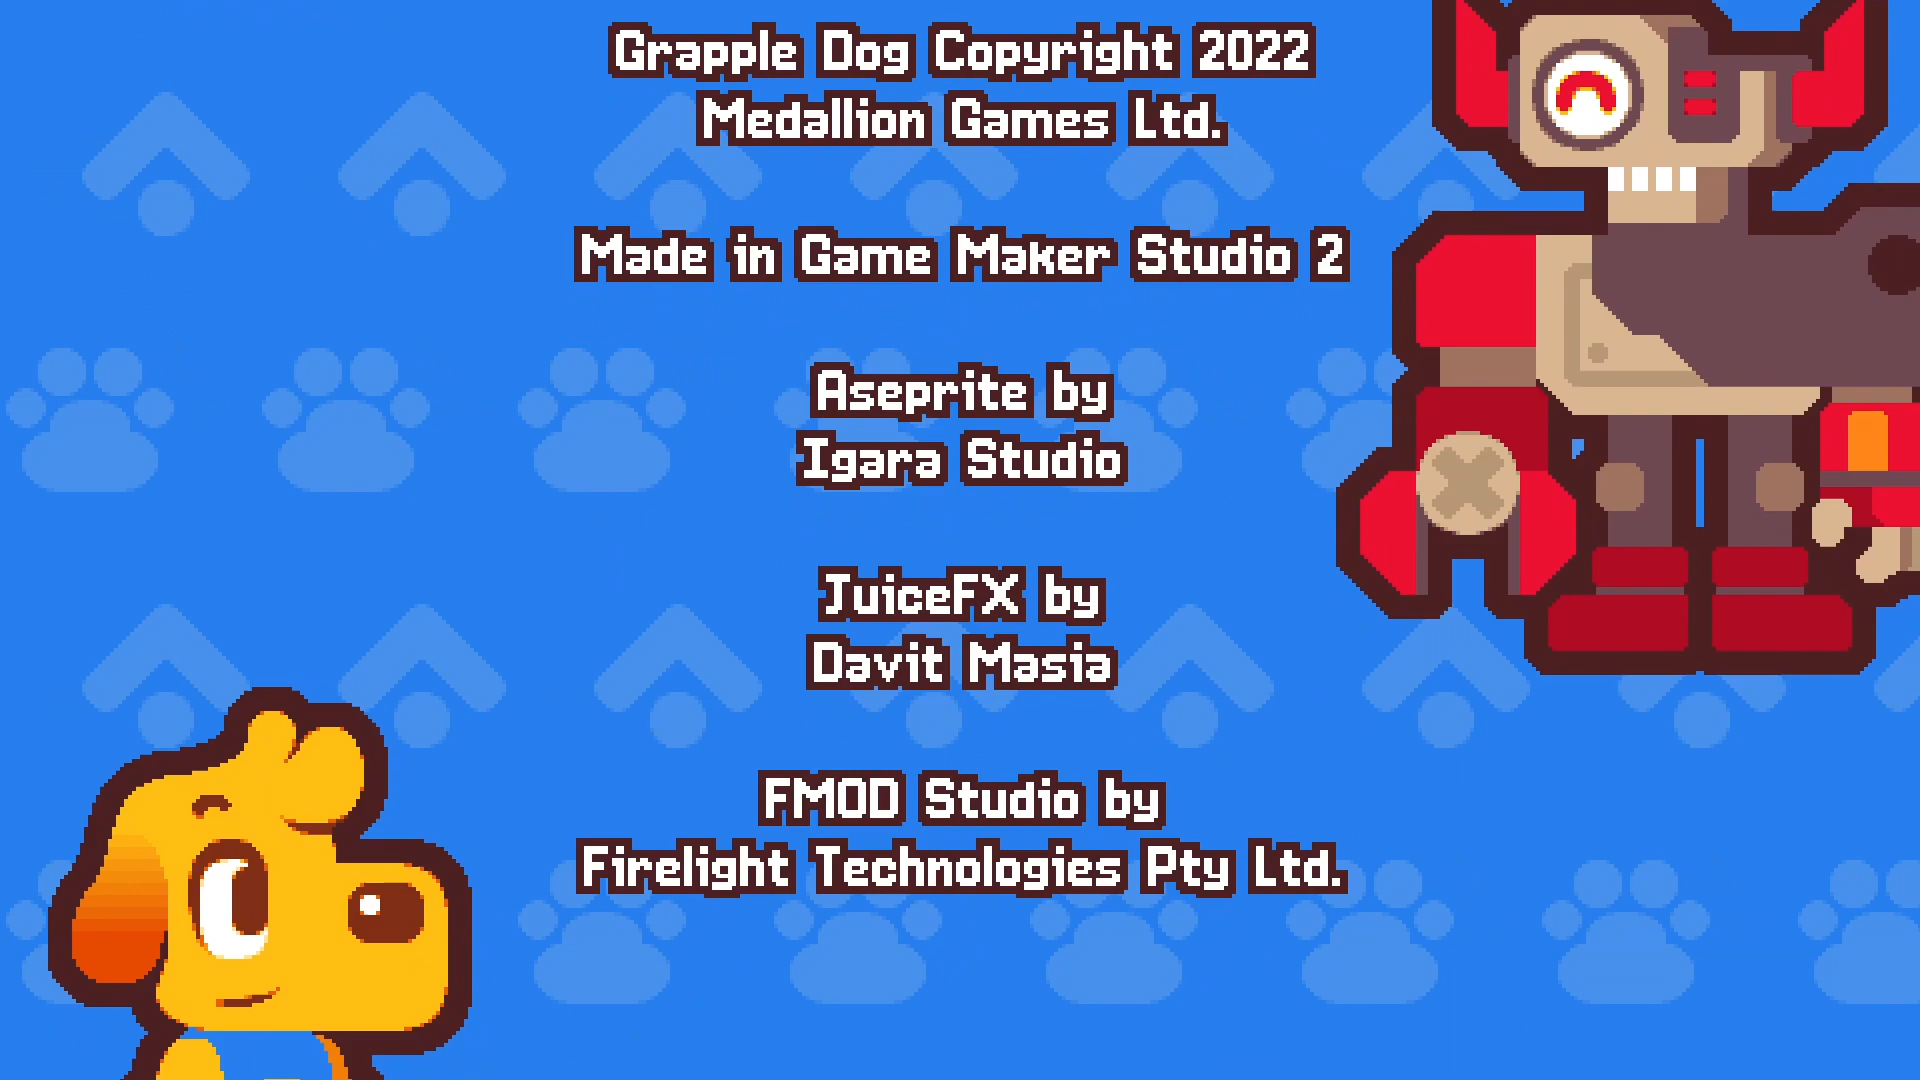 Grapple Dog Copyright 2022
Medallion Games Ltd.
Made in Game Maker Studio 2
Aseprite by
Igara Studio
JuiceFX by
Davit Masia
FMOD Studio by
Firelight Technologies Pty Ltd.